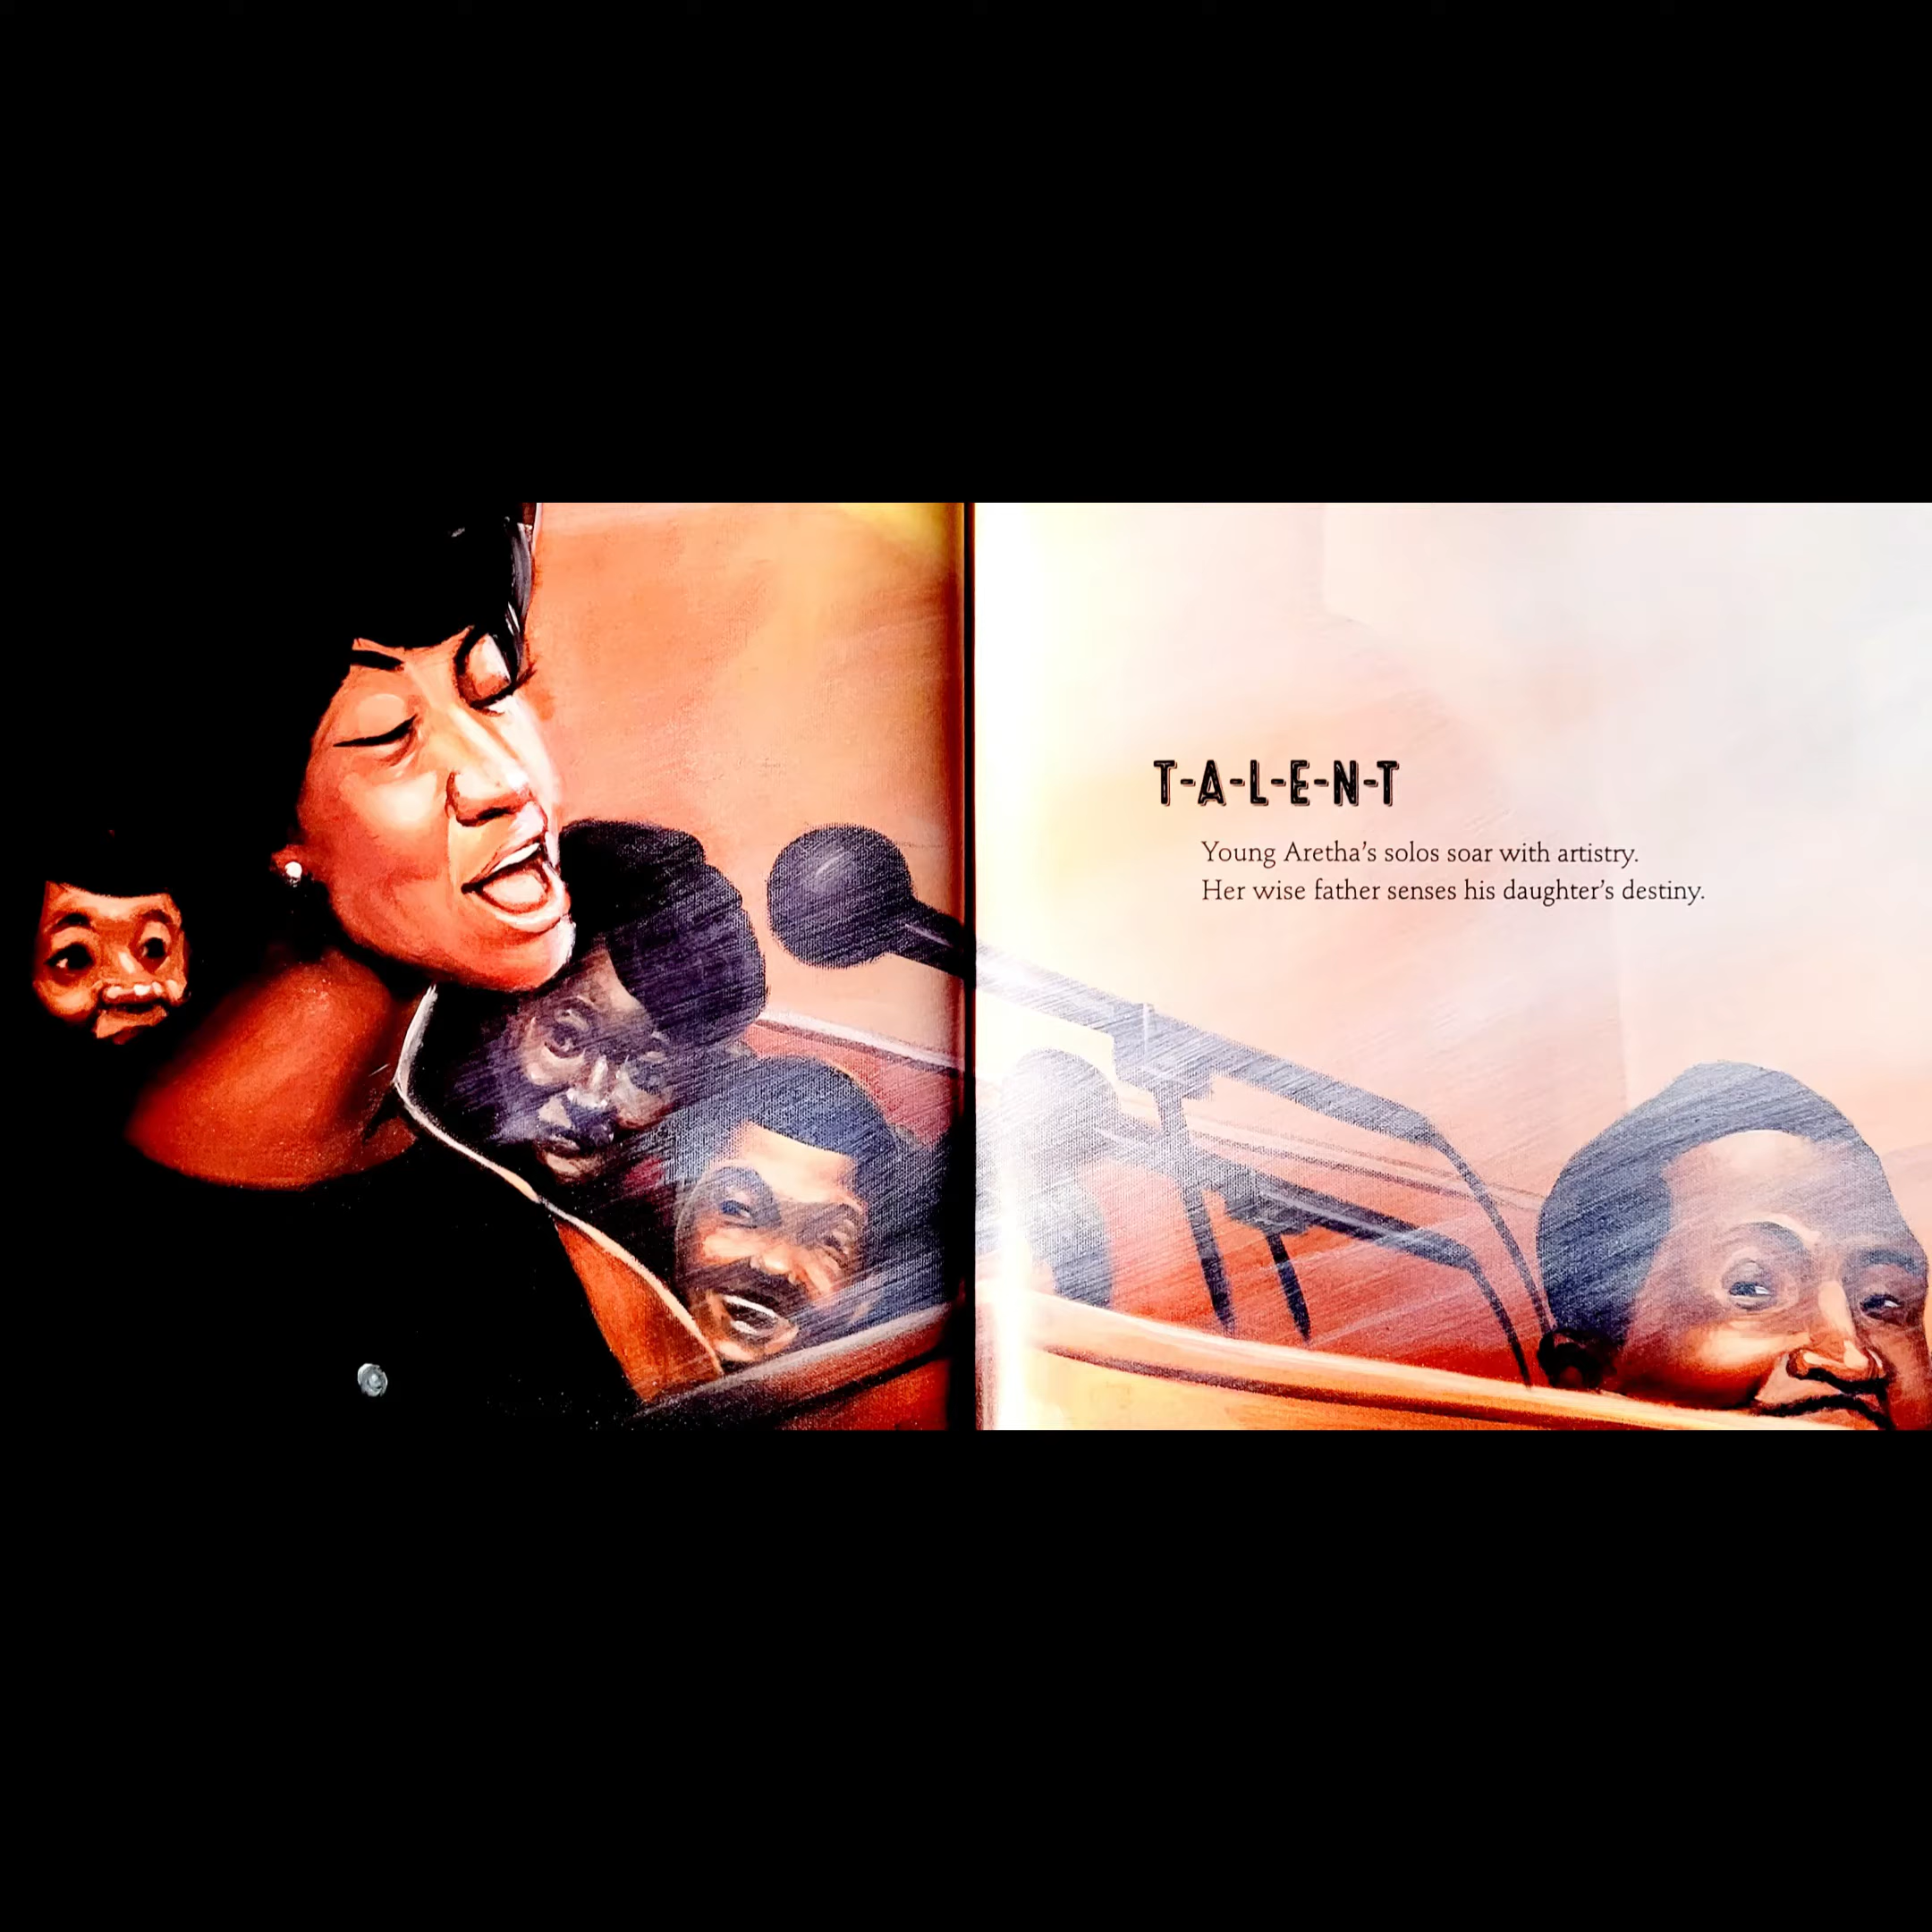 T-A-L-E-N-T
Young Aretha's solos soar with artistry.
Her wise father senses his daughter's destiny.